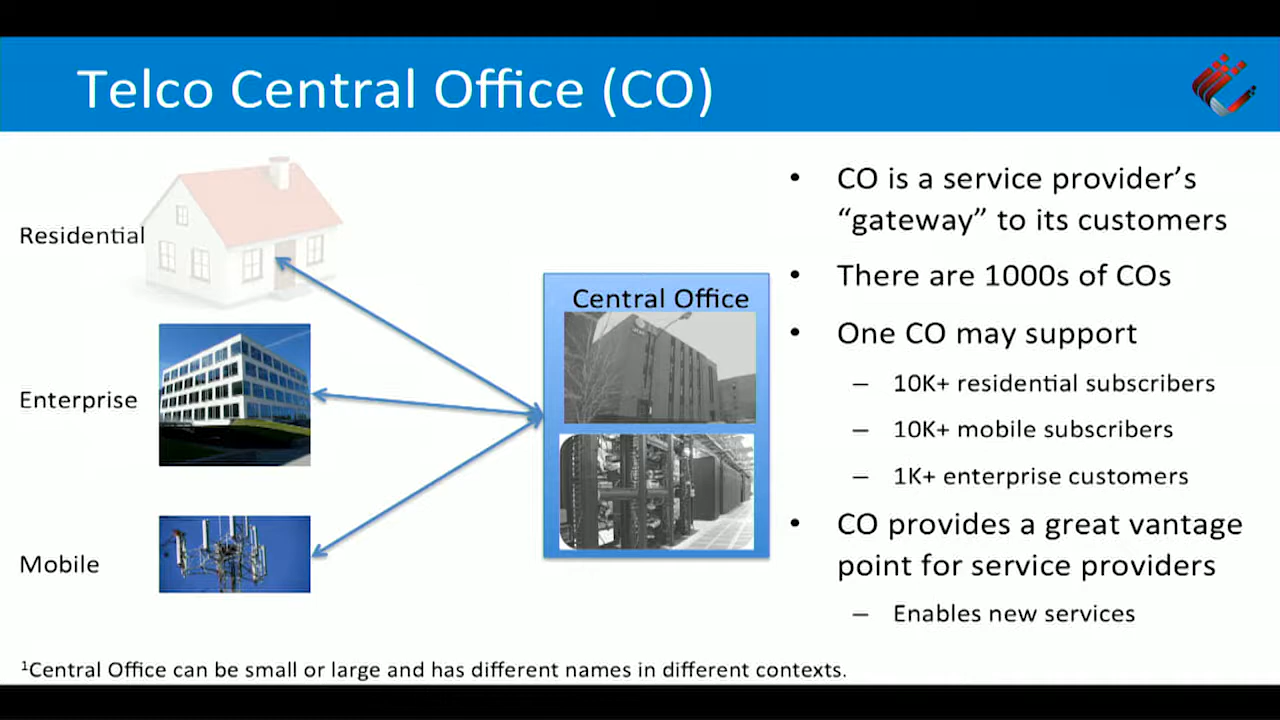 Telco Central Office (CO)
Residential
Enterprise
Mobile
Central Office
• CO is a service provider’s
“gateway” to its customers
• There are 1000s of COs
• One CO may support
– 10K+ residential subscribers
– 10K+ mobile subscribers
– 1K+ enterprise customers
• CO provides a great vantage
point for service providers
– Enables new services
¹Central Office can be small or large and has different names in different contexts.